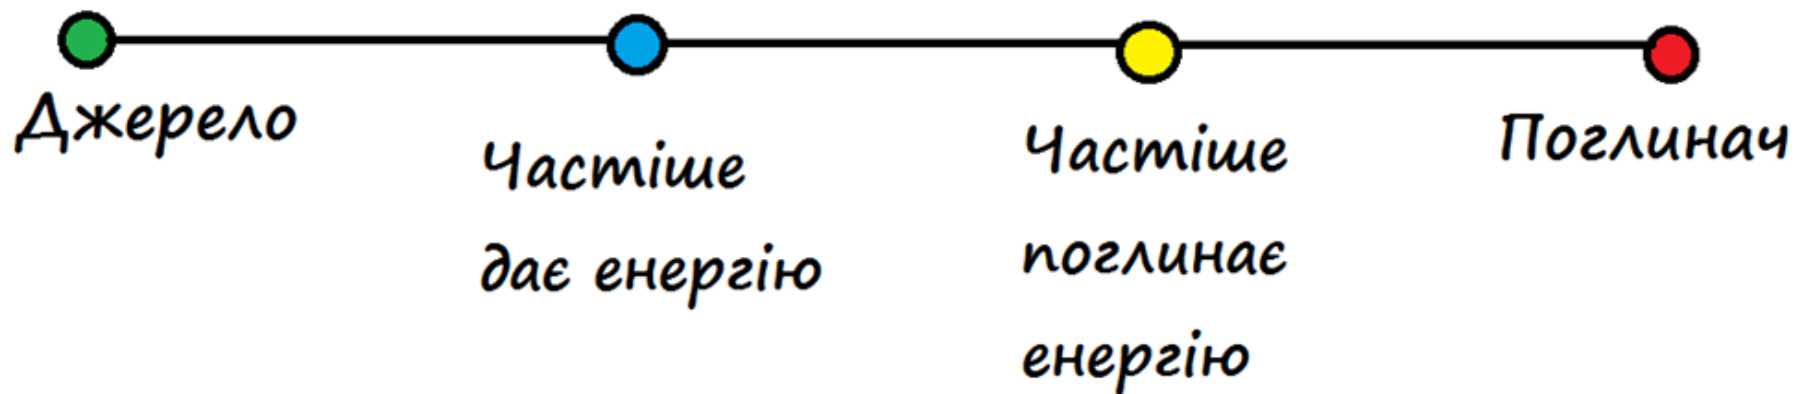 Джерело
Частіше
дає енергію
Частіше
поглинає
енергію
Поглинач